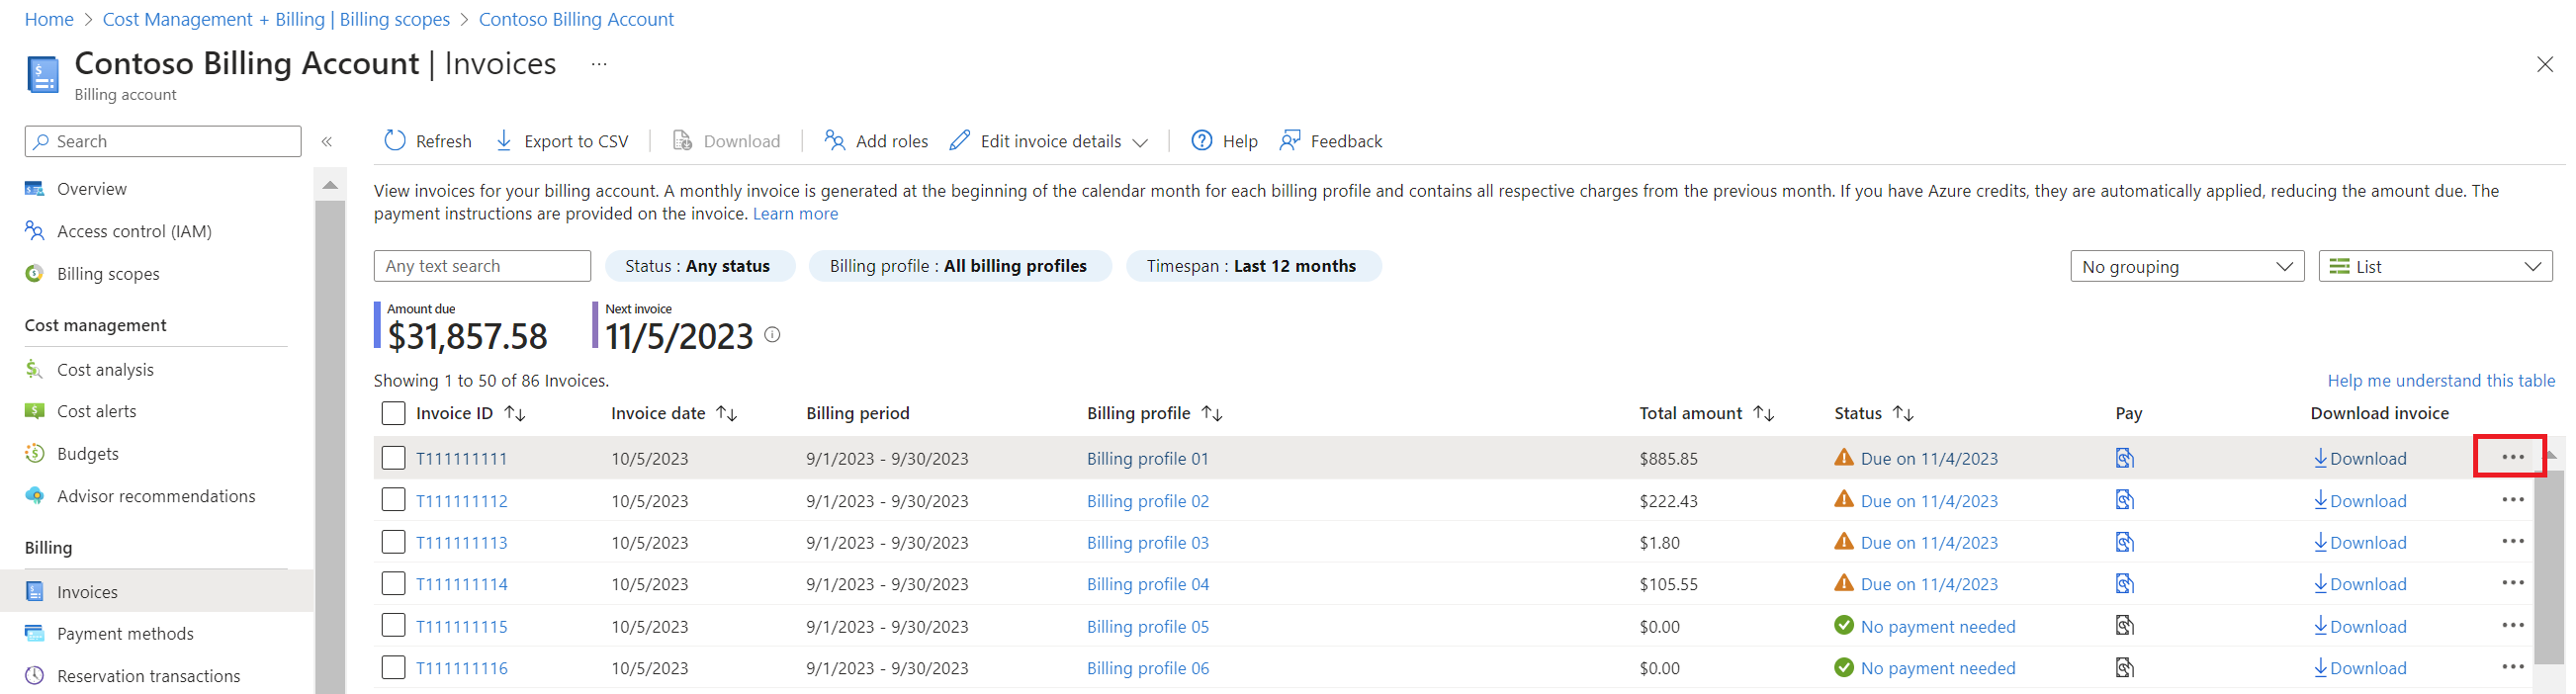 Home > Cost Management + Billing | Billing scopes > Contoso Billing Account
Contoso Billing Account | Invoices ...
Billing account
Search «
Refresh Export to CSV Download Add roles Edit invoice details Help Feedback
Overview
Access control (IAM)
Billing scopes
Cost management
Cost analysis
Cost alerts
Budgets
Advisor recommendations
Billing
Invoices
Payment methods
Reservation transactions
View invoices for your billing account. A monthly invoice is generated at the beginning of the calendar month for each billing profile and contains all respective charges from the previous month. If you have Azure credits, they are automatically applied, reducing the amount due. The
payment instructions are provided on the invoice. Learn more
Any text search Status : Any status Billing profile : All billing profiles Timespan : Last 12 months No grouping List
Amount due Next invoice
$31,857.58 11/5/2023
Showing 1 to 50 of 86 Invoices. Help me understand this table
Invoice ID Invoice date Billing period Billing profile Total amount Status Pay Download invoice
T111111111 10/5/2023 9/1/2023 - 9/30/2023 Billing profile 01 $885.85 Due on 11/4/2023 Download ...
T111111112 10/5/2023 9/1/2023 - 9/30/2023 Billing profile 02 $222.43 Due on 11/4/2023 Download ...
T111111113 10/5/2023 9/1/2023 - 9/30/2023 Billing profile 03 $1.80 Due on 11/4/2023 Download ...
T111111114 10/5/2023 9/1/2023 - 9/30/2023 Billing profile 04 $105.55 Due on 11/4/2023 Download ...
T111111115 10/5/2023 9/1/2023 - 9/30/2023 Billing profile 05 $0.00 No payment needed Download ...
T111111116 10/5/2023 9/1/2023 - 9/30/2023 Billing profile 06 $0.00 No payment needed Download ...